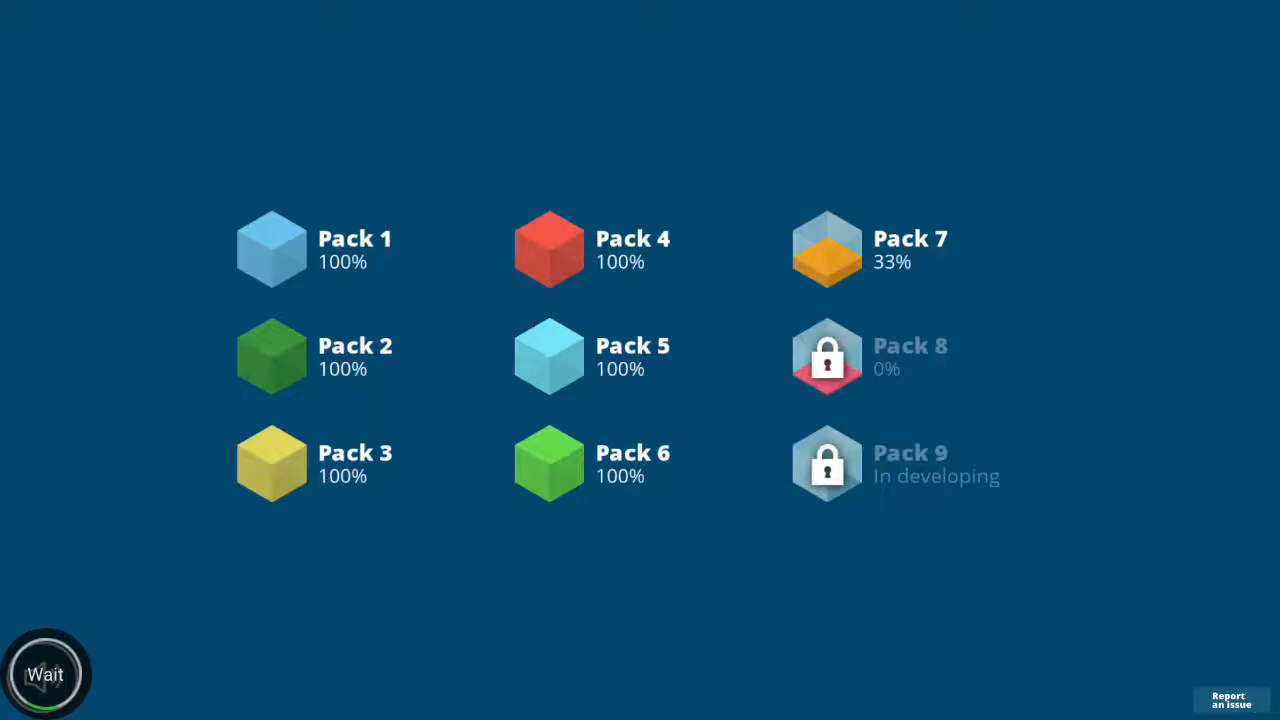 Pack 1
100%
Pack 4
100%
Pack 7
33%
Pack 2
100%
Pack 5
100%
Pack 8
0%
Pack 3
100%
Pack 6
100%
Pack 9
In developing
Wait
Report
an issue